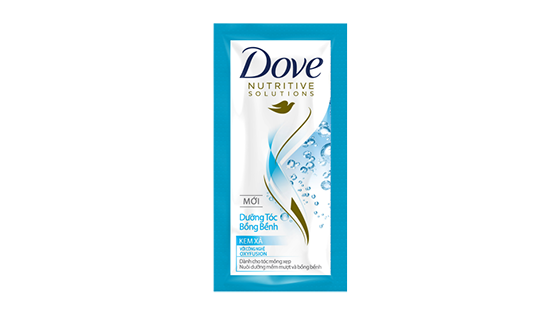 Dove
NUTRITIVE
SOLUTIONS
MỚI
Dưỡng Tóc
Bồng Bềnh
KEM XẢ
VỚI CÔNG NGHỆ
OXYFUSION
Dành cho tóc mỏng xẹp
Nuôi dưỡng mềm mượt và bồng bềnh